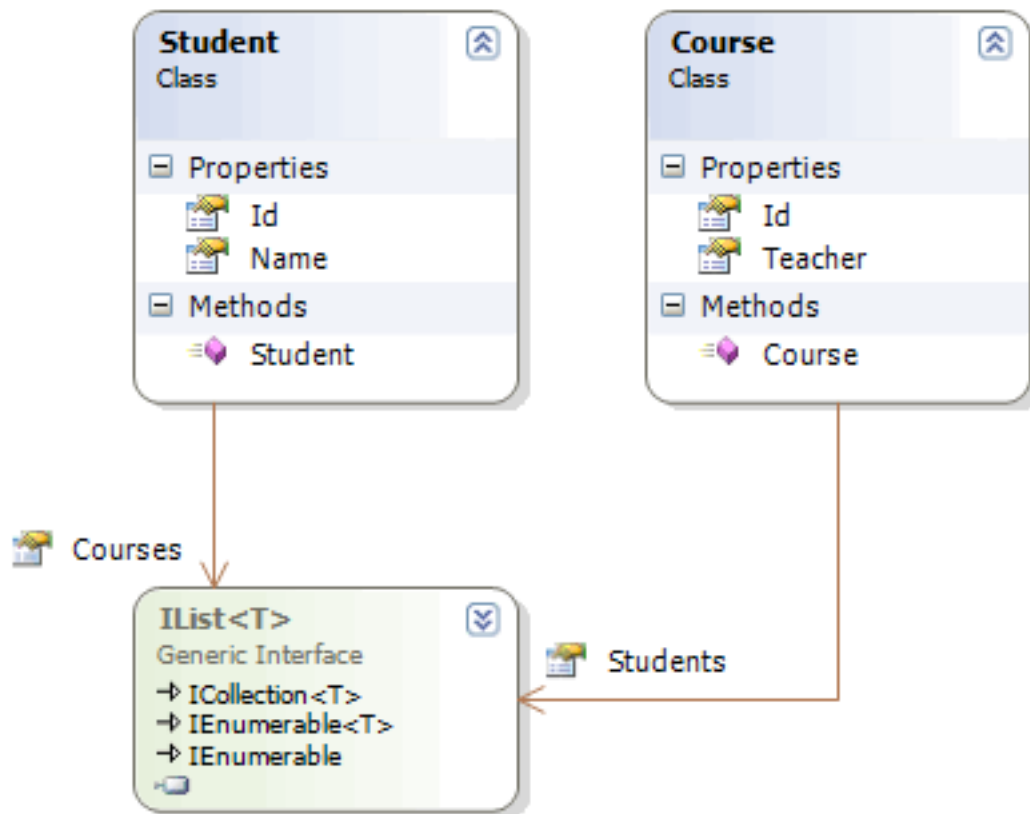 Student
Class
Properties
Id
Name
Methods
Student
Course
Class
Properties
Id
Teacher
Methods
Course
Courses
IList<T>
Generic Interface
ICollection<T>
IEnumerable<T>
IEnumerable
Students